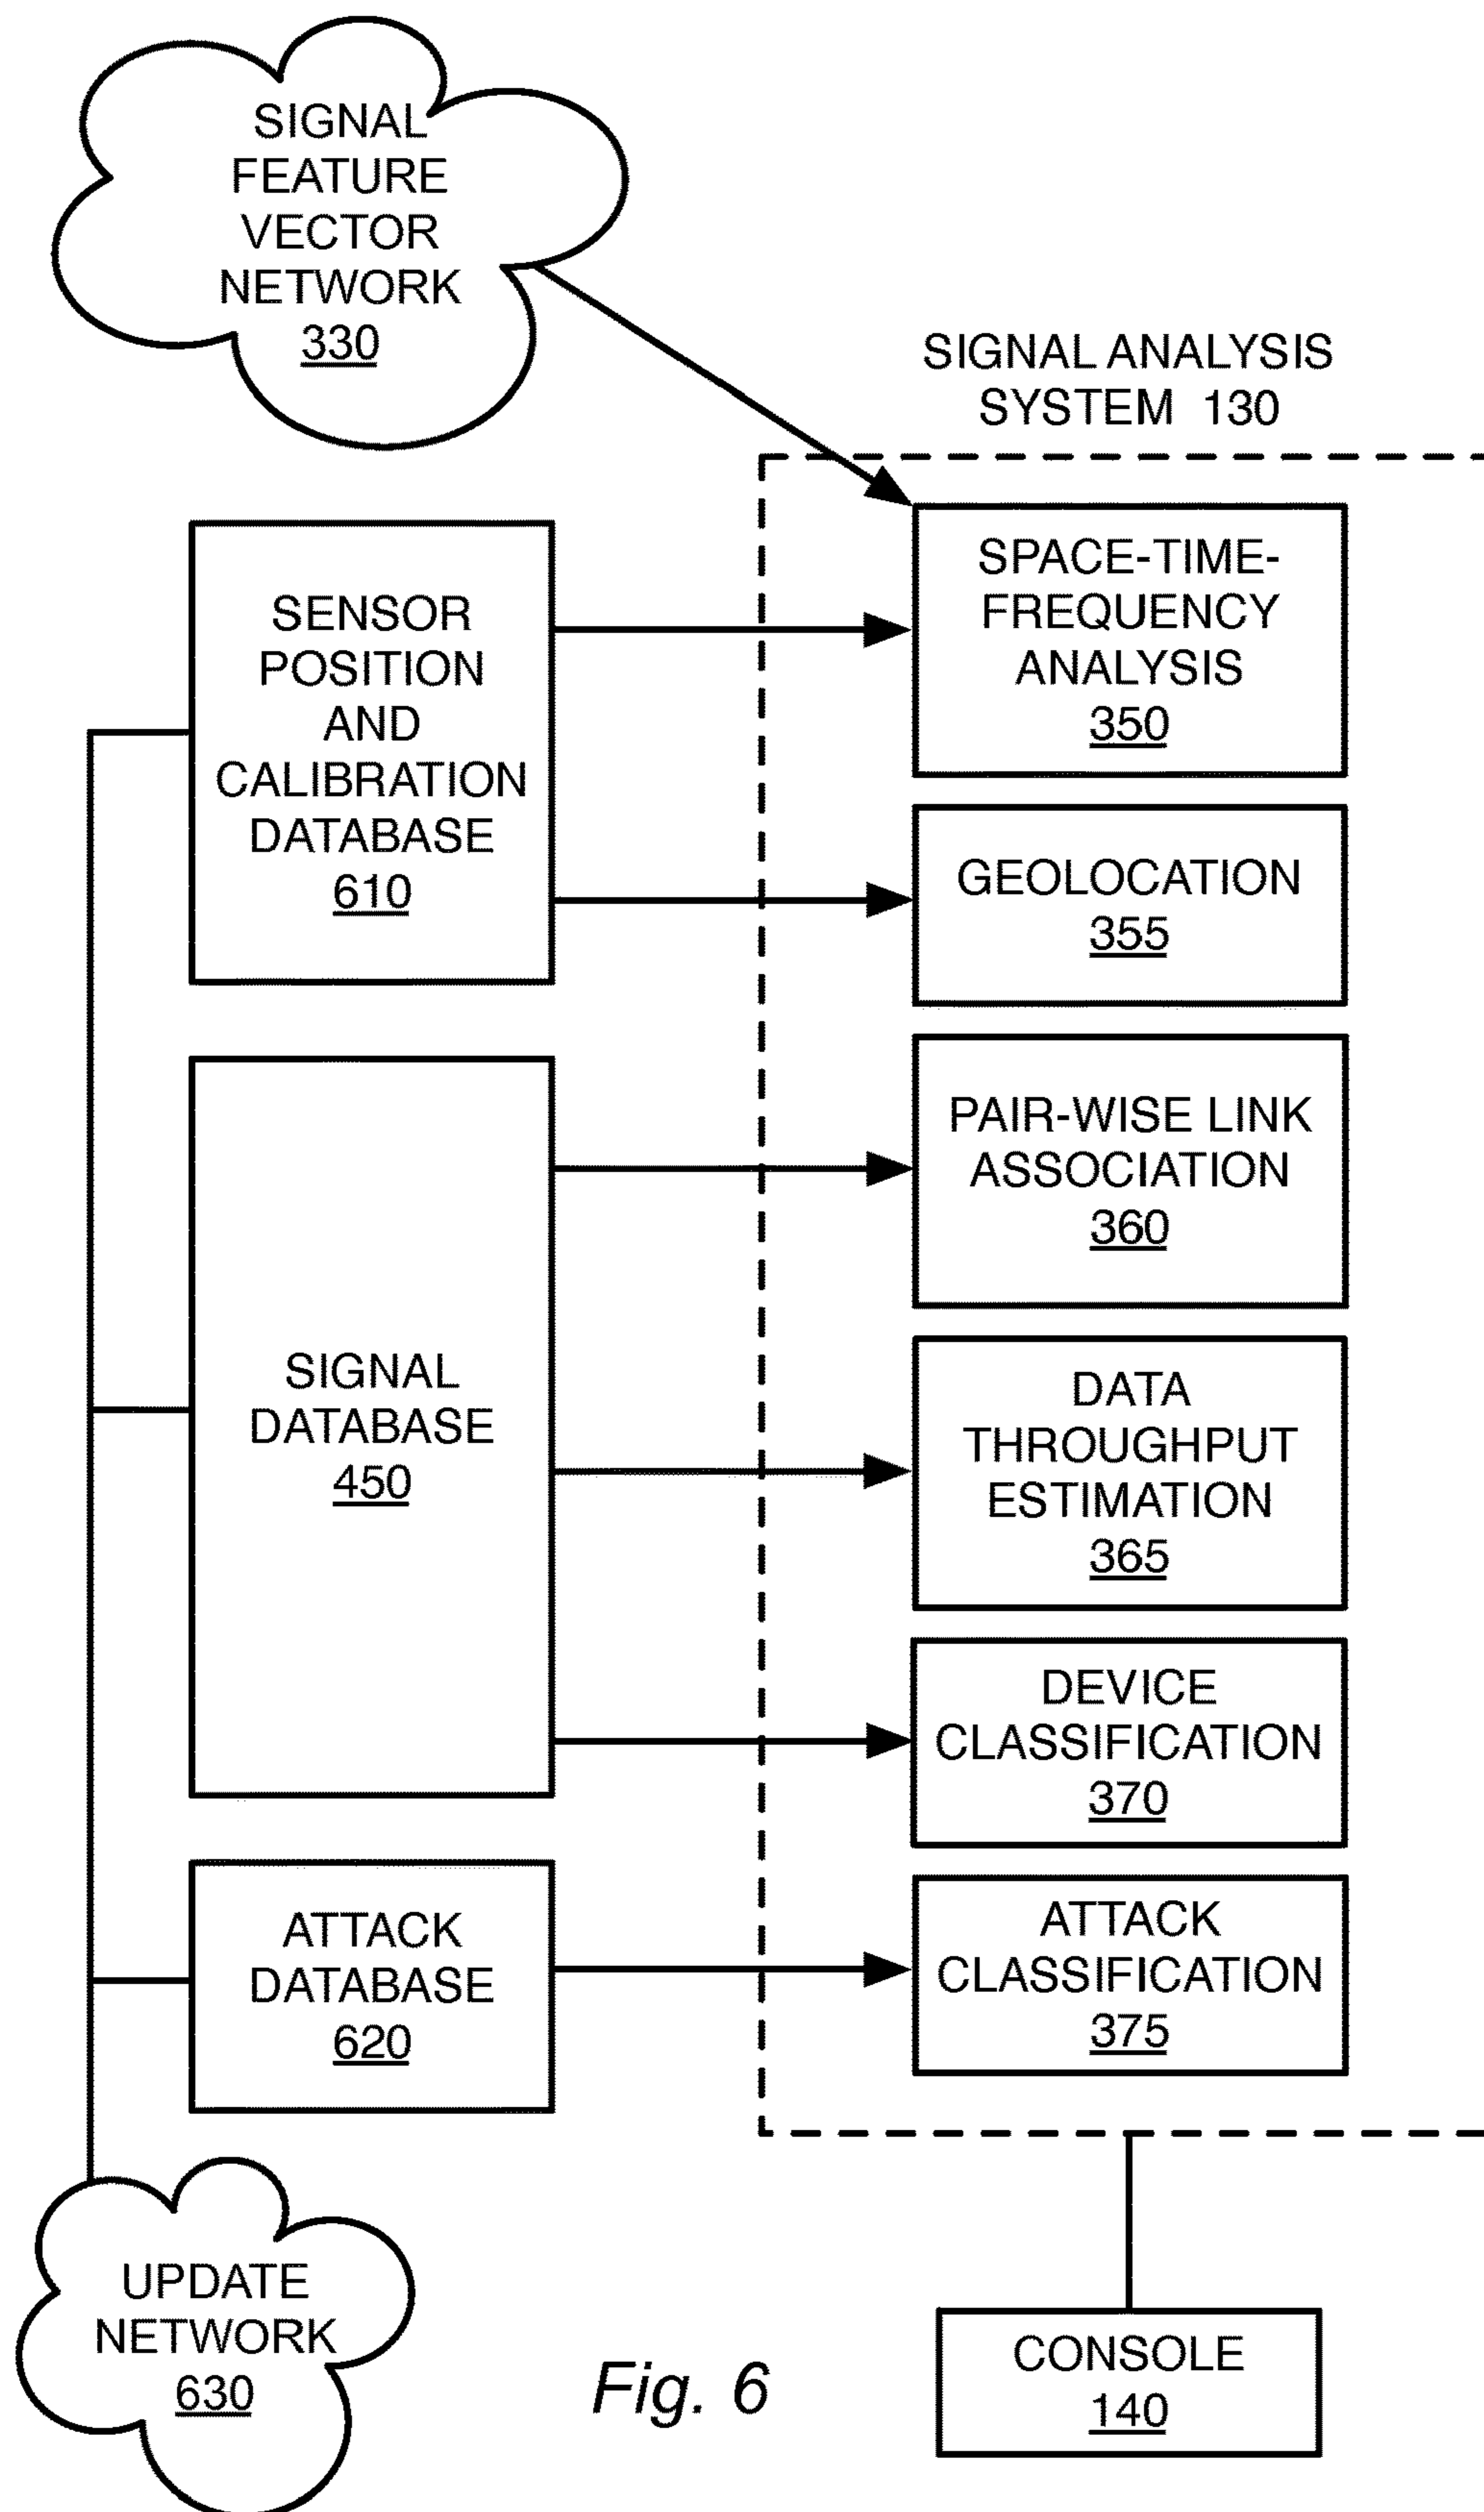 SIGNAL
FEATURE
VECTOR
NETWORK
330
SIGNAL ANALYSIS
SYSTEM 130
SENSOR
POSITION
AND
CALIBRATION
DATABASE
610
SPACE-TIME-
FREQUENCY
ANALYSIS
350
GEOLOCATION
355
SIGNAL
DATABASE
450
PAIR-WISE LINK
ASSOCIATION
360
DATA
THROUGHPUT
ESTIMATION
365
DEVICE
CLASSIFICATION
370
ATTACK
DATABASE
620
ATTACK
CLASSIFICATION
375
UPDATE
NETWORK
630
Fig. 6
CONSOLE
140